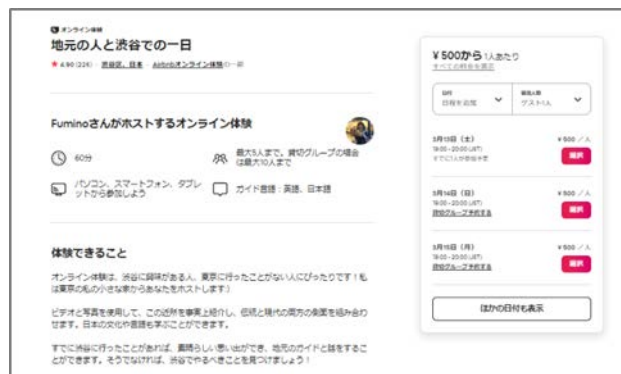 オンライン体験
地元の人と渋谷での一日
★ 4.90 (226) · 渋谷区、日本 · Airbnbオンライン体験の一部
Fuminoさんがホストするオンライン体験
60分
最大5人まで。貸切グループの場合
は最大10人まで
パソコン、スマートフォン、タブレ
ットから参加しよう
ガイド言語:英語、日本語
体験できること
オンライン体験は、渋谷に興味がある人、東京に行ったことがない人にぴったりです!私
は東京の私の小さな家からあなたをホストします:)
ビデオと写真を使用して、この近所を事実上紹介し、伝統と現代の両方の側面を組み合わ
せます。日本の文化や言語も学ぶことができます。
すでに渋谷に行ったことがあれば、素晴らしい思い出ができ、地元のガイドと話をするこ
とができます。そうでなければ、渋谷でやるべきことを見つけましょう!
¥500から 1人あたり
すべての料金を表示
日付
日程を追加
ゲスト1人
3月13日(土)
¥500 / 人
19:00 - 20:00 (JST)
すでに1人が参加予定
選択
3月14日(日)
¥500 / 人
19:00 - 20:00 (JST)
貸切グループ予約する
選択
3月15日(月)
¥500 / 人
19:00 - 20:00 (JST)
貸切グループ予約する
選択
ほかの日付も表示